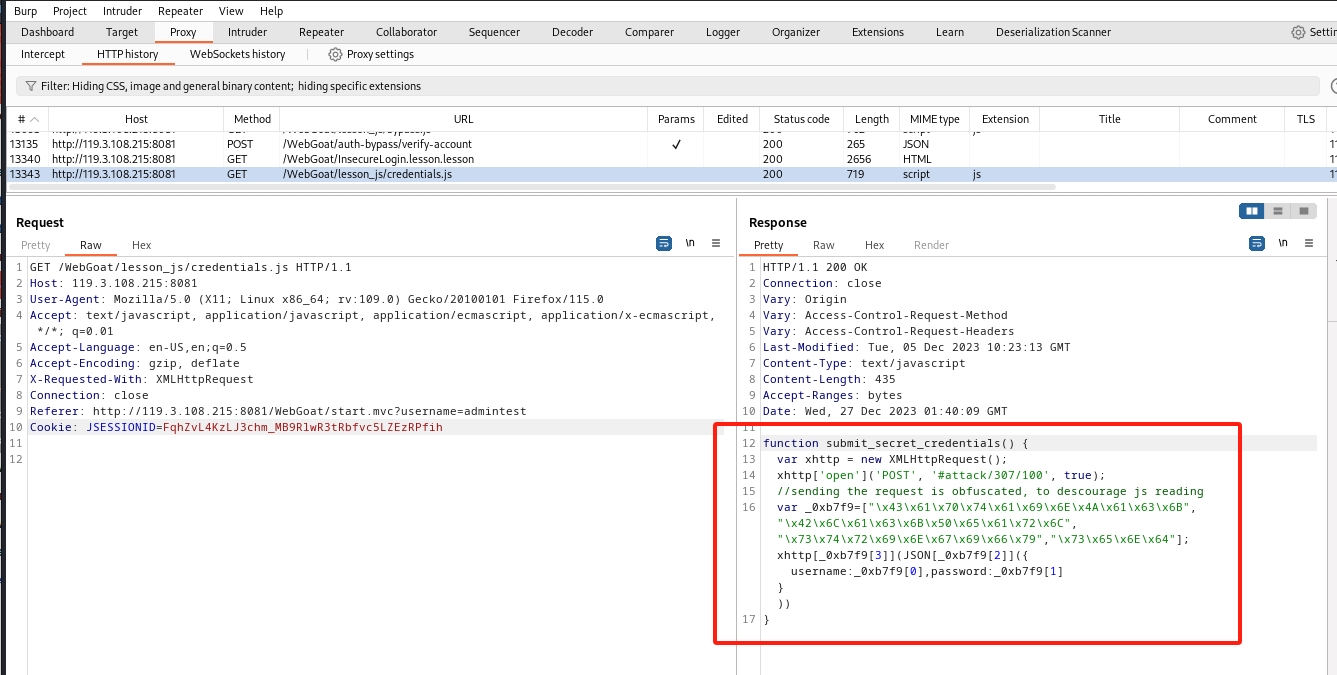 Burp Project Intruder Repeater View Help
Dashboard Target Proxy Intruder Repeater Collaborator Sequencer Decoder Comparer Logger Organizer Extensions Learn Deserialization Scanner
Intercept HTTP history WebSockets history Proxy settings
Filter: Hiding CSS, image and general binary content; hiding specific extensions
# Host Method URL Params Edited Status code Length MIME type Extension Title Comment TLS
13135 http://119.3.108.215:8081 POST /WebGoat/auth-bypass/verify-account ✓ 200 265 JSON
13340 http://119.3.108.215:8081 GET /WebGoat/InsecureLogin.lesson.lesson 200 2656 HTML
13343 http://119.3.108.215:8081 GET /WebGoat/lesson_js/credentials.js 200 719 script js
Request
Pretty Raw Hex \n
1 GET /WebGoat/lesson_js/credentials.js HTTP/1.1
2 Host: 119.3.108.215:8081
3 User-Agent: Mozilla/5.0 (X11; Linux x86_64; rv:109.0) Gecko/20100101 Firefox/115.0
4 Accept: text/javascript, application/javascript, application/ecmascript, application/x-ecmascript,
*/*; q=0.01
5 Accept-Language: en-US,en;q=0.5
6 Accept-Encoding: gzip, deflate
7 X-Requested-With: XMLHttpRequest
8 Connection: close
9 Referer: http://119.3.108.215:8081/WebGoat/start.mvc?username=admintest
10 Cookie: JSESSIONID=FqhZvL4KzLJ3chm_MB9RlwR3tRbfvc5LZEzRPfih
11
12
Response
Pretty Raw Hex Render \n
1 HTTP/1.1 200 OK
2 Connection: close
3 Vary: Origin
4 Vary: Access-Control-Request-Method
5 Vary: Access-Control-Request-Headers
6 Last-Modified: Tue, 05 Dec 2023 10:23:13 GMT
7 Content-Type: text/javascript
8 Content-Length: 435
9 Accept-Ranges: bytes
10 Date: Wed, 27 Dec 2023 01:40:09 GMT
11
12 function submit_secret_credentials() {
13 var xhttp = new XMLHttpRequest();
14 xhttp['open']('POST', '#attack/307/100', true);
15 //sending the request is obfuscated, to descourage js reading
16 var _0xb7f9=["\x43\x61\x70\x74\x61\x69\x6E\x4A\x61\x63\x6B",
"\x42\x6C\x61\x63\x6B\x50\x65\x61\x72\x6C",
"\x73\x74\x72\x69\x6E\x67\x69\x66\x79","\x73\x65\x6E\x64"];
xhttp[_0xb7f9[3]](JSON[_0xb7f9[2]]({
username:_0xb7f9[0],password:_0xb7f9[1]
}
))
17 }